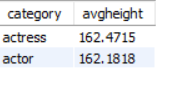 category avgheight
actress 162.4715
actor 162.1818